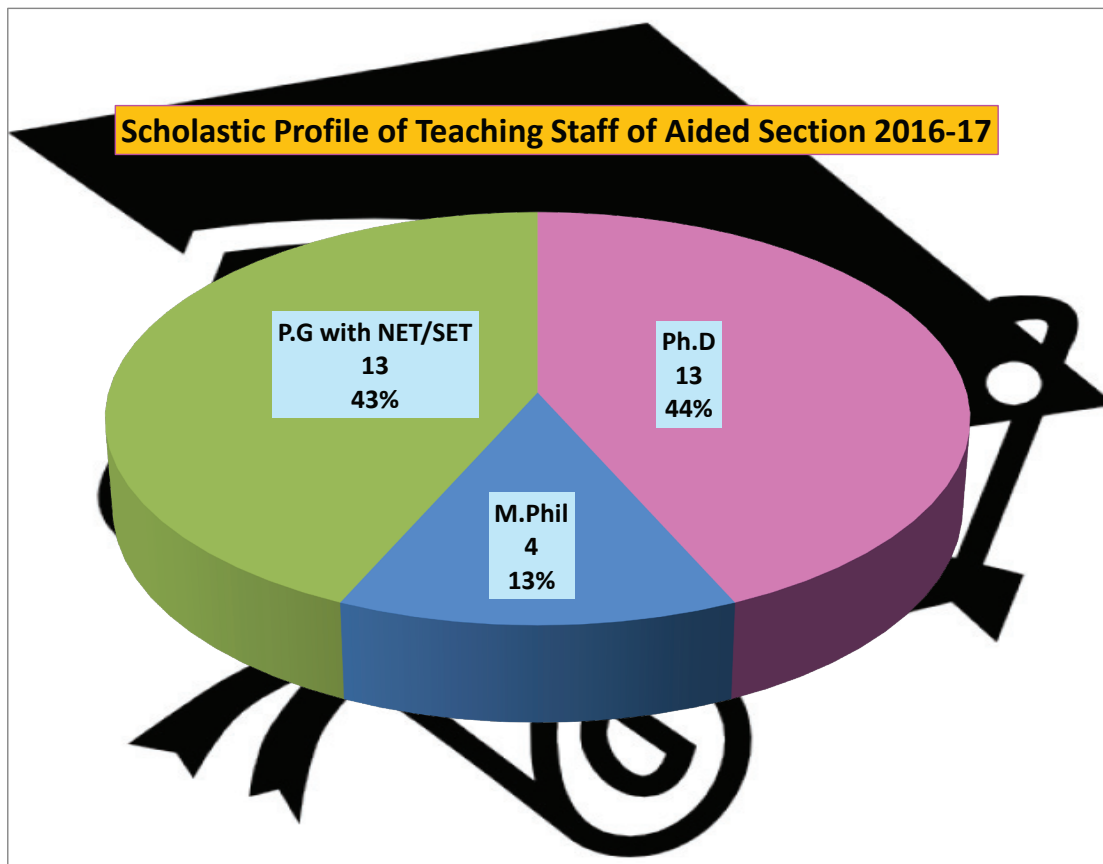 Scholastic Profile of Teaching Staff of Aided Section 2016-17
P.G with NET/SET
13
43%
Ph.D
13
44%
M.Phil
4
13%